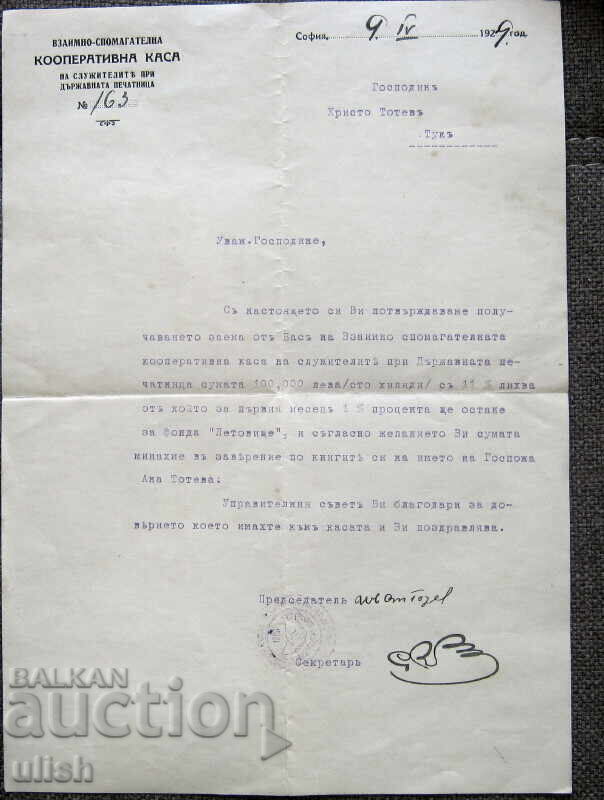 ВЗАИМНО-СПОМАГАТЕЛНА
КООПЕРАТИВНА КАСА
НА СЛУЖИТЕЛИТѢ ПРИ
ДЪРЖАВНАТА ПЕЧАТНИЦА
№ 163
София, 9 IV 1929 год.
Господинъ
Христо Тотевъ
Тукъ
Уваж.Господине,
Съ настоящето си Ви потвърждаваме полу-
чаването заема отъ Васъ на Взаимно спомагателната
кооперативна каса на служителитѣ при Държавната пе-
чатница сумата 100,000 лева/сто хиляди/ съ 11 % лихва
отъ който за първия месецъ 1 % процента ще остане
за Фонда "Летовище", и съгласно желанието Ви сумата
минахме въ заверение по книгитѣ си на името на Госпожа
Ана Тотева:
Управителния съветъ Ви благодари за до-
вѣрието което имахте къмъ касата и Ви поздравлява.
Председатель
Секретарь
BALKAN
auction
ulish